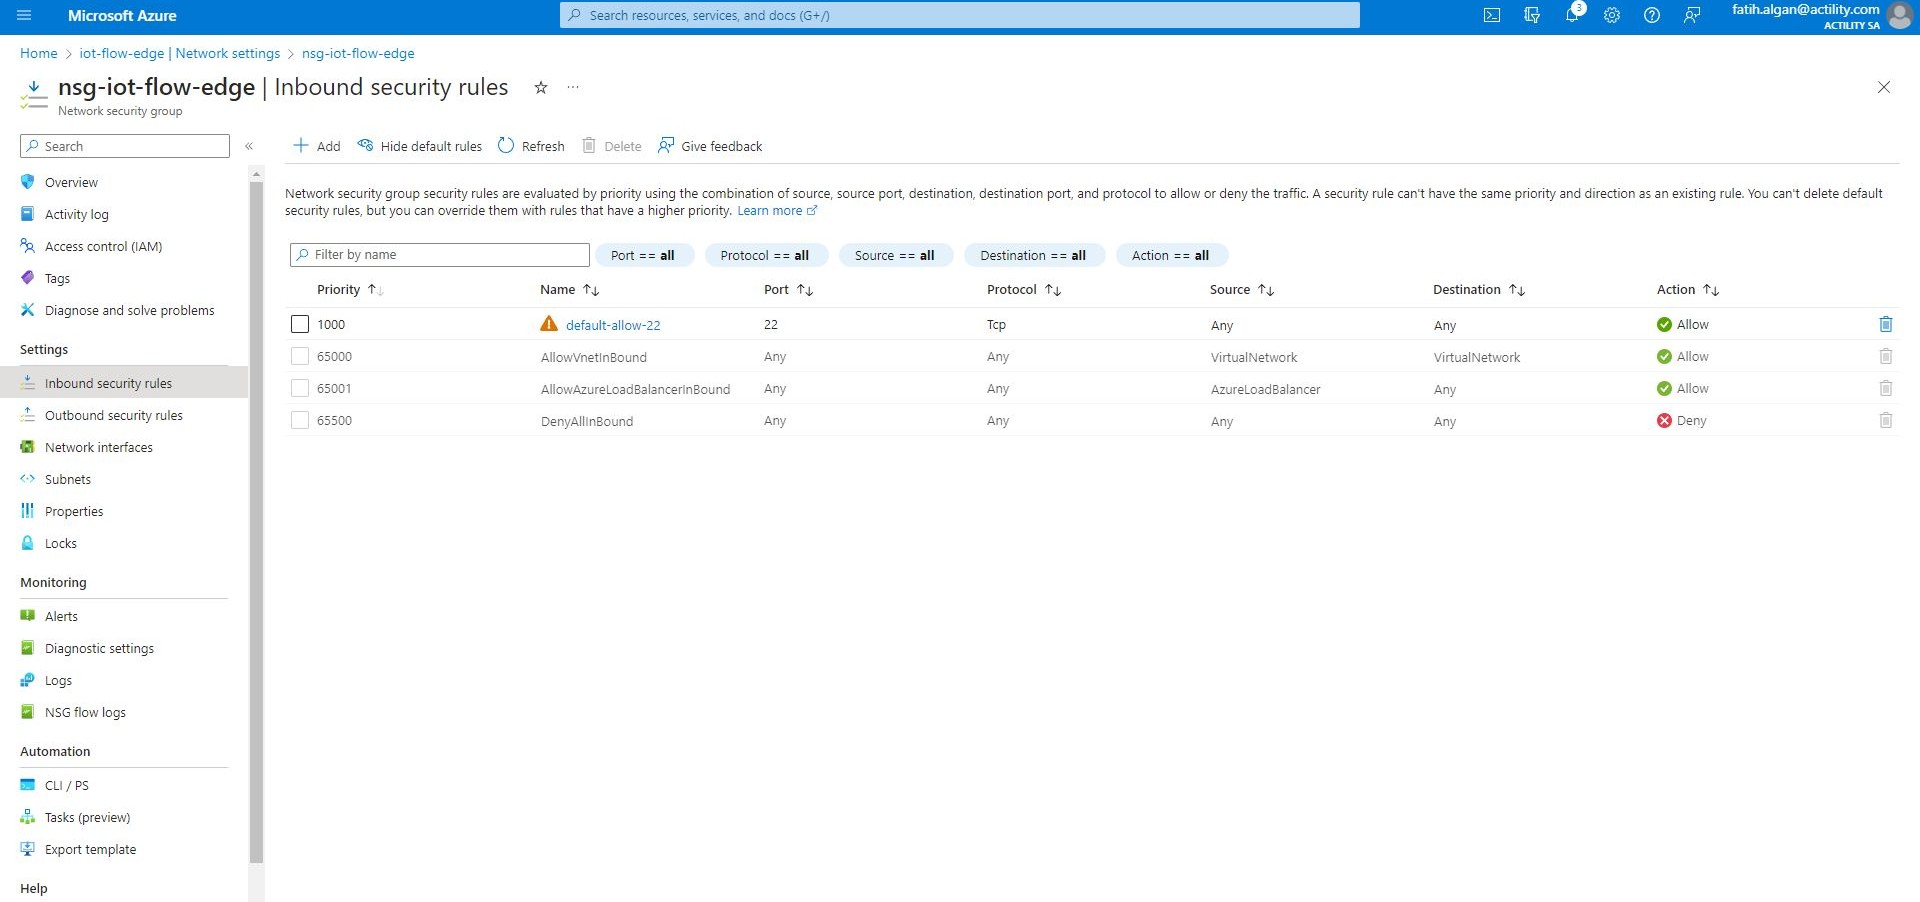 Microsoft Azure
Search resources, services, and docs (G+/)
3
fatih.algan@actility.com
ACTILITY SA
Home > iot-flow-edge | Network settings > nsg-iot-flow-edge
nsg-iot-flow-edge | Inbound security rules
Network security group
Search
Overview
Activity log
Access control (IAM)
Tags
Diagnose and solve problems
Settings
Inbound security rules
Outbound security rules
Network interfaces
Subnets
Properties
Locks
Monitoring
Alerts
Diagnostic settings
Logs
NSG flow logs
Automation
CLI / PS
Tasks (preview)
Export template
Help
Add Hide default rules Refresh Delete Give feedback
Network security group security rules are evaluated by priority using the combination of source, source port, destination, destination port, and protocol to allow or deny the traffic. A security rule can't have the same priority and direction as an existing rule. You can't delete default
security rules, but you can override them with rules that have a higher priority. Learn more
Filter by name Port == all Protocol == all Source == all Destination == all Action == all
Priority Name Port Protocol Source Destination Action
1000 default-allow-22 22 Tcp Any Any Allow
65000 AllowVnetInBound Any Any VirtualNetwork VirtualNetwork Allow
65001 AllowAzureLoadBalancerInBound Any Any AzureLoadBalancer Any Allow
65500 DenyAllInBound Any Any Any Any Deny